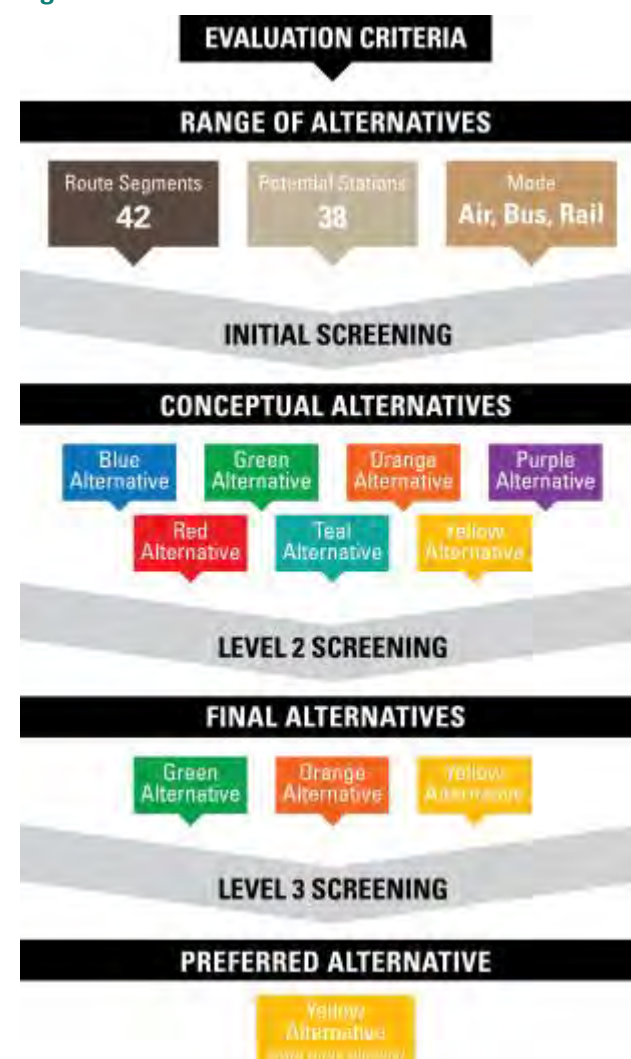 EVALUATION CRITERIA
RANGE OF ALTERNATIVES
Route Segments
42
Potential Stations
38
Mode
Air, Bus, Rail
INITIAL SCREENING
CONCEPTUAL ALTERNATIVES
Blue
Alternative
Green
Alternative
Orange
Alternative
Purple
Alternative
Red
Alternative
Teal
Alternative
Yellow
Alternative
LEVEL 2 SCREENING
FINAL ALTERNATIVES
Green
Alternative
Orange
Alternative
Yellow
Alternative
LEVEL 3 SCREENING
PREFERRED ALTERNATIVE
Yellow
Alternative